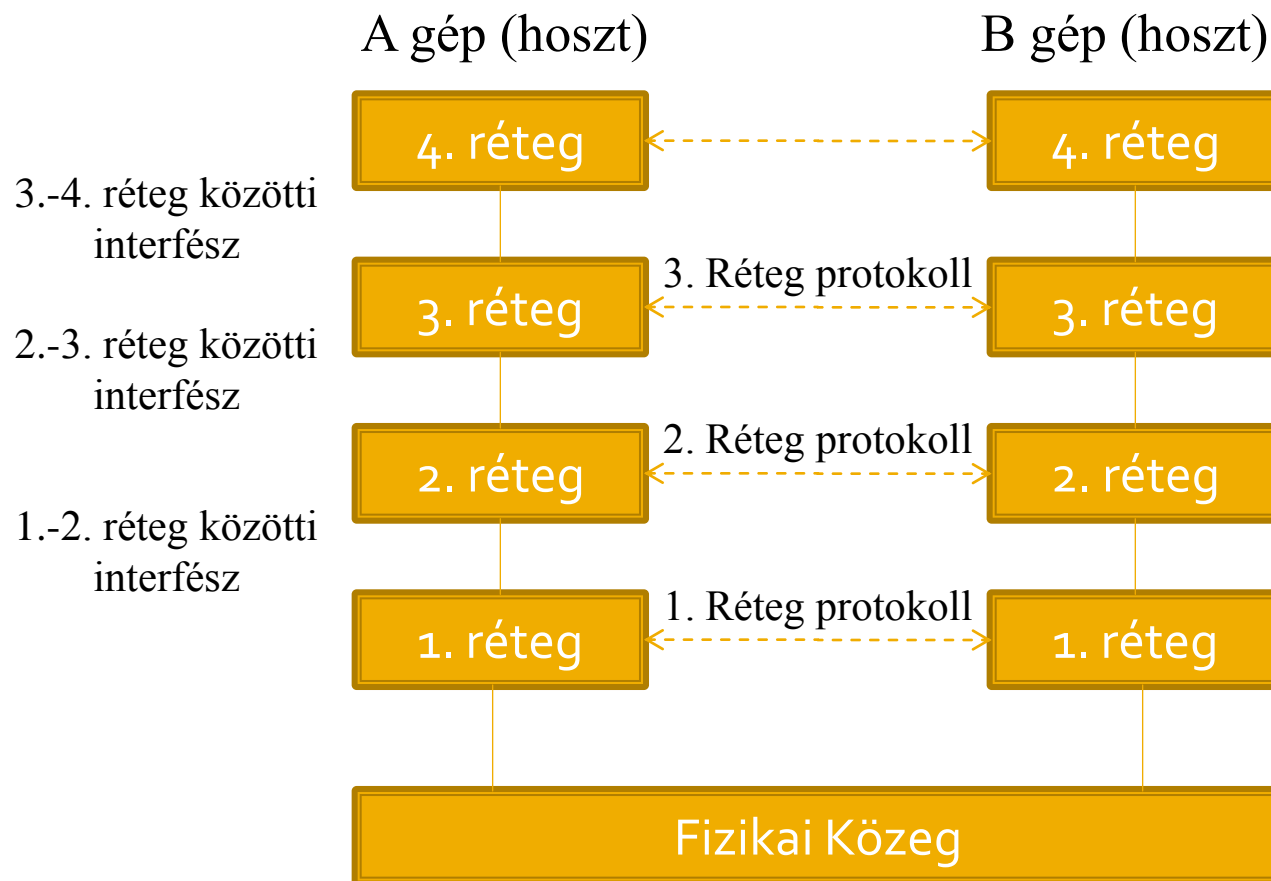 A gép (hoszt) B gép (hoszt)
4. réteg 4. réteg
3.-4. réteg közötti
interfész
3. Réteg protokoll
3. réteg 3. réteg
2.-3. réteg közötti
interfész
2. Réteg protokoll
2. réteg 2. réteg
1.-2. réteg közötti
interfész
1. Réteg protokoll
1. réteg 1. réteg
Fizikai Közeg